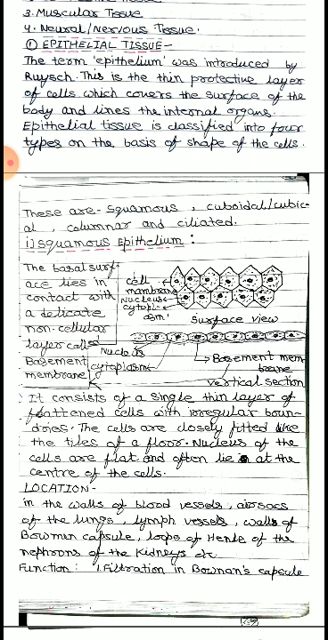 3. Muscular Tissue
4. Neural/Nervous Tissue.
① EPITHELIAL TISSUE -
The term 'epithelium' was introduced by
Ruysch. This is the thin protective layer
of cells which covers the surface of the
body and lines the internal organs.
Epithelial tissue is classified into four
types on the basis of shape of the cells.
These are - squamous, cuboidal/cubic-
al, columnar and ciliated.
i) squamous Epithelium :
The basal surf-
ace lies in
contact with
a delicate
non-cellular
layer called
Basement
membrane
cell
membrane
Nucleus
cytopl-
asm
surface view
Nucleus
cytoplasm
Basement mem-
brane
vertical section
It consists of a single thin layer of
flattened cells with irregular boun-
dries. The cells are closely fitted like
the tiles of a floor. Nucleus of the
cells are flat and often lie at the
centre of the cells.
LOCATION -
in the walls of blood vessels, airsacs
of the lungs, lymph vessels, walls of
Bowmen capsule, loops of Henle of the
nephrons of the Kidneys etc
Function : 1. Filtration in Bowman's capsule